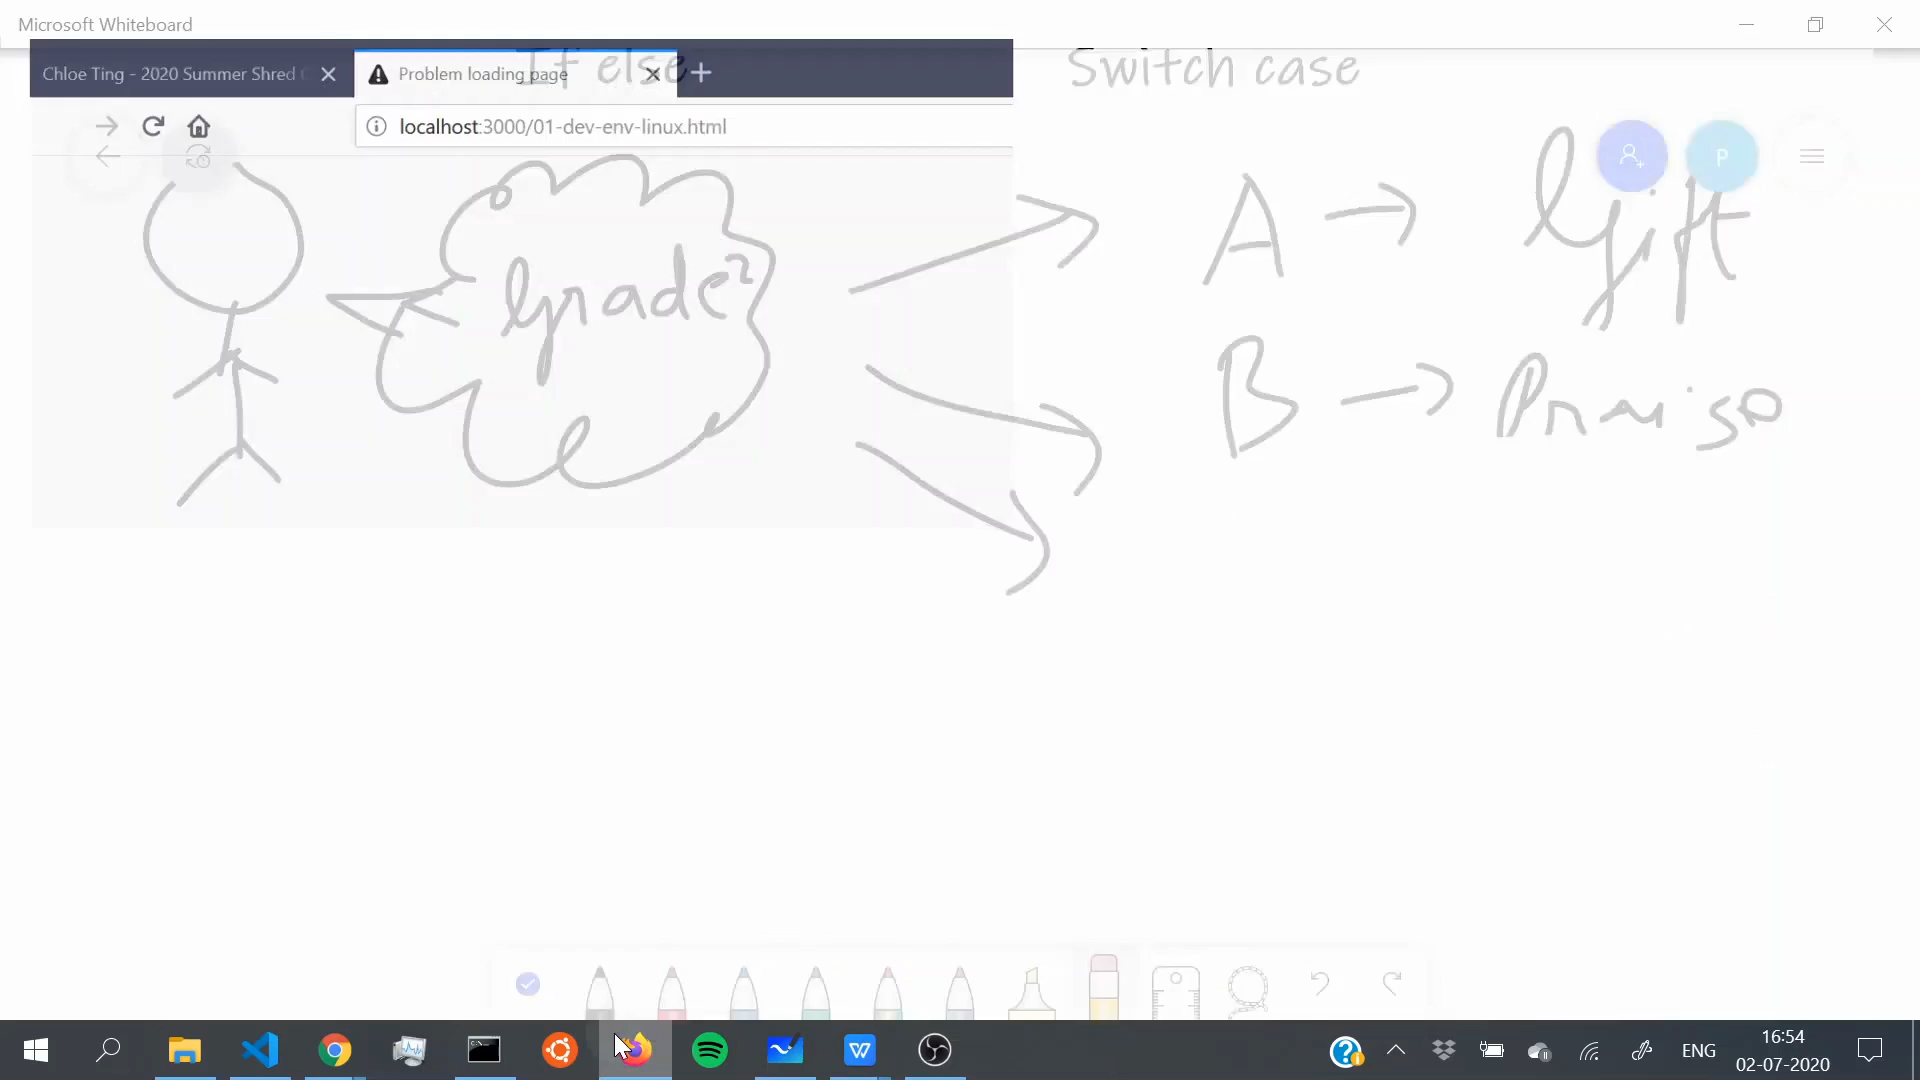 Microsoft Whiteboard
If else
Switch case
Chloe Ting - 2020 Summer Shred
Problem loading page
localhost:3000/01-dev-env-linux.html
P
Grade?
A → Gift
B → Praise
ENG
16:54
02-07-2020